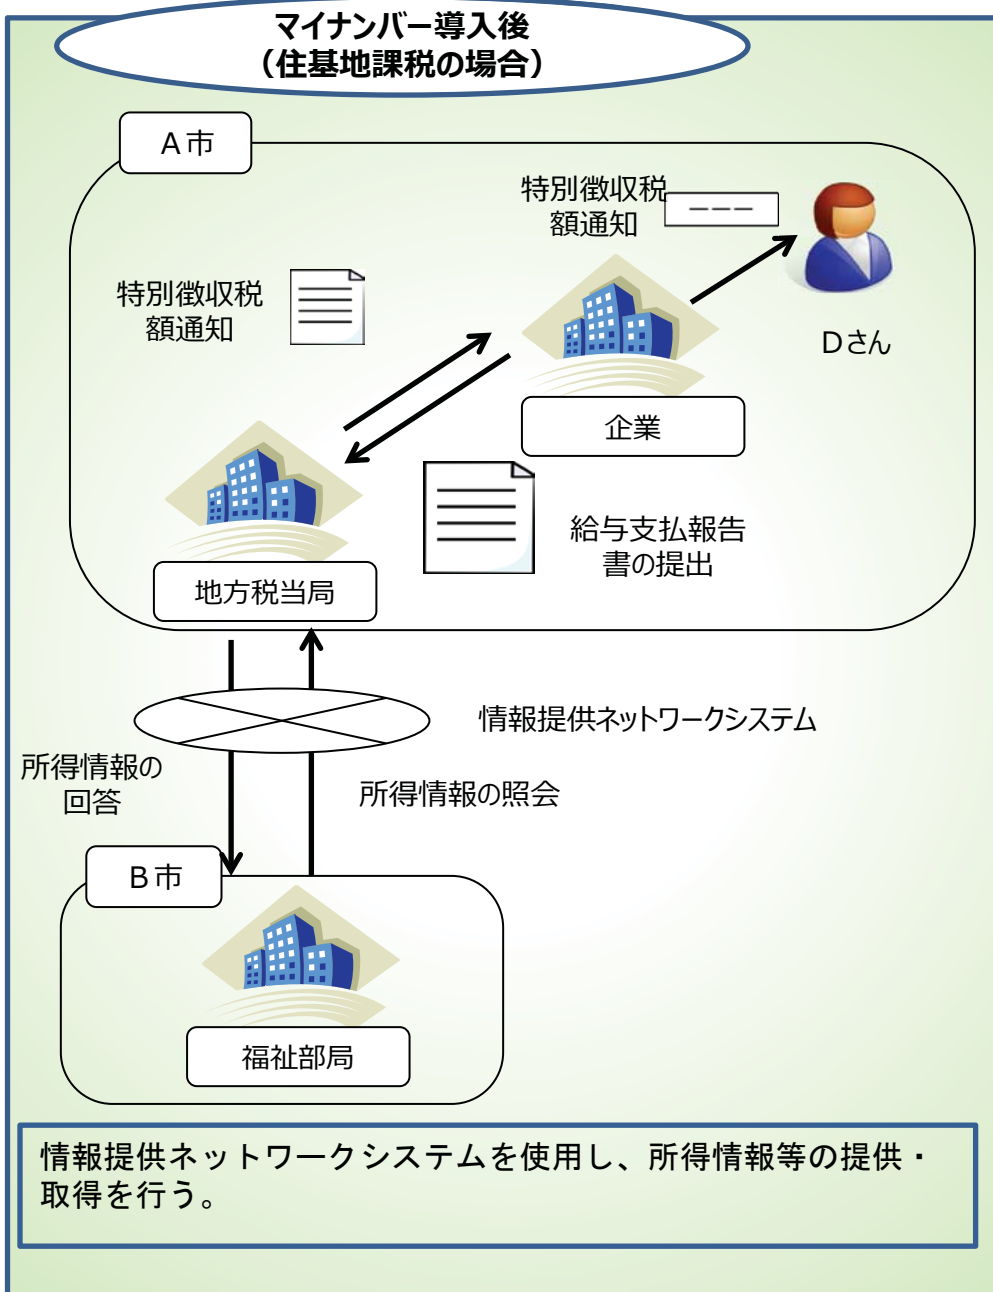 マイナンバー導入後
（住基地課税の場合）
A市
特別徴収税
額通知
Dさん
特別徴収税
額通知
企業
給与支払報告
書の提出
地方税当局
情報提供ネットワークシステム
所得情報の
回答
所得情報の照会
B市
福祉部局
情報提供ネットワークシステムを使用し、所得情報等の提供・
取得を行う。